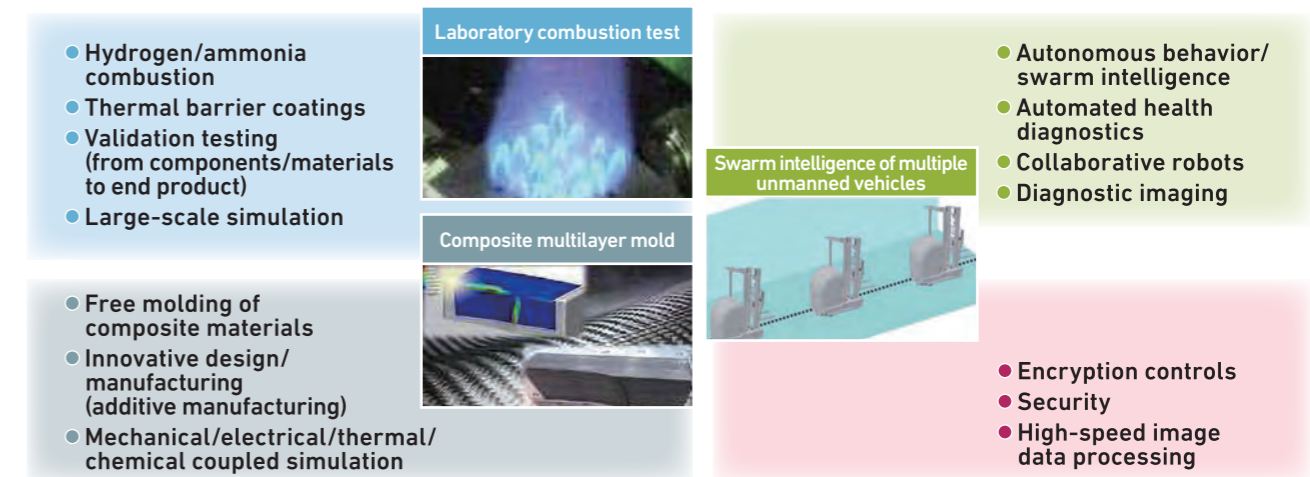 Hydrogen/ammonia
combustion
Thermal barrier coatings
Validation testing
(from components/materials
to end product)
Large-scale simulation
Laboratory combustion test
Composite multilayer mold
Free molding of
composite materials
Innovative design/
manufacturing
(additive manufacturing)
Mechanical/electrical/thermal/
chemical coupled simulation
Swarm intelligence of multiple
unmanned vehicles
Autonomous behavior/
swarm intelligence
Automated health
diagnostics
Collaborative robots
Diagnostic imaging
Encryption controls
Security
High-speed image
data processing